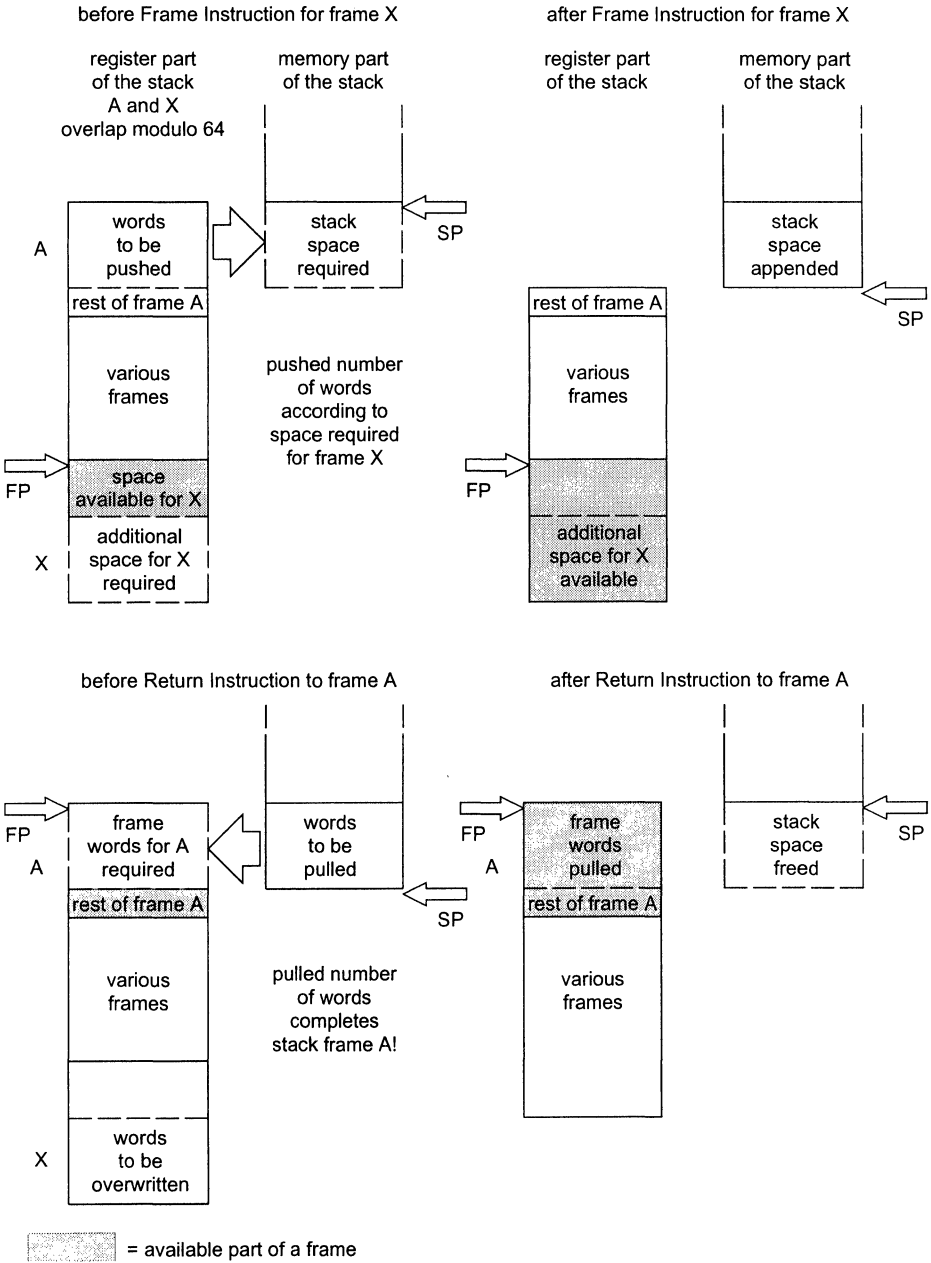 before Frame Instruction for frame X
register part
of the stack
A and X
overlap modulo 64
memory part
of the stack
A
words
to be
pushed
stack
space
required
SP
rest of frame A
various
frames
pushed number
of words
according to
space required
for frame X
FP
space
available for X
X
additional
space for X
required
after Frame Instruction for frame X
register part
of the stack
memory part
of the stack
stack
space
appended
SP
rest of frame A
various
frames
FP
additional
space for X
available
before Return Instruction to frame A
FP
A
frame
words for A
required
words
to be
pulled
SP
rest of frame A
various
frames
pulled number
of words
completes
stack frame A!
X
words
to be
overwritten
after Return Instruction to frame A
FP
A
frame
words
pulled
stack
space
freed
SP
rest of frame A
various
frames
= available part of a frame